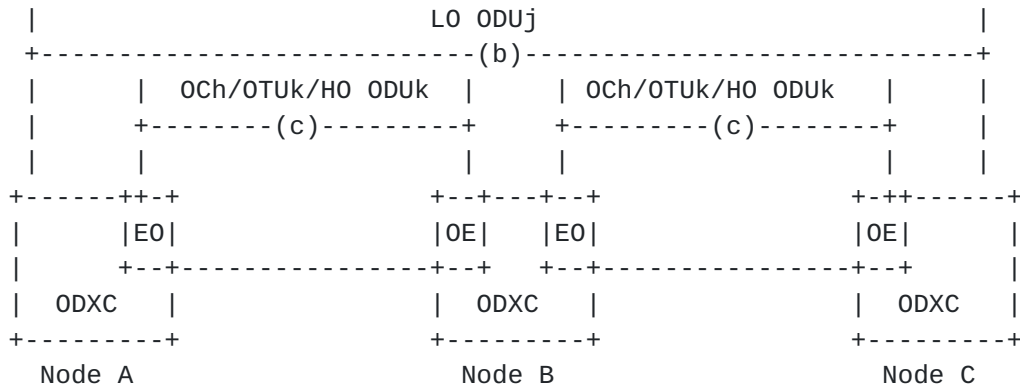 LO ODUj
(b)
OCh/OTUk/HO ODUk OCh/OTUk/HO ODUk
(c) (c)
EO OE EO OE
ODXC ODXC ODXC
Node A Node B Node C